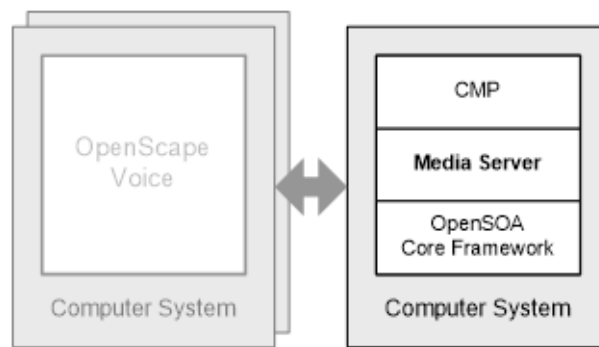 OpenScape
Voice
Computer System
CMP
Media Server
OpenSOA
Core Framework
Computer System